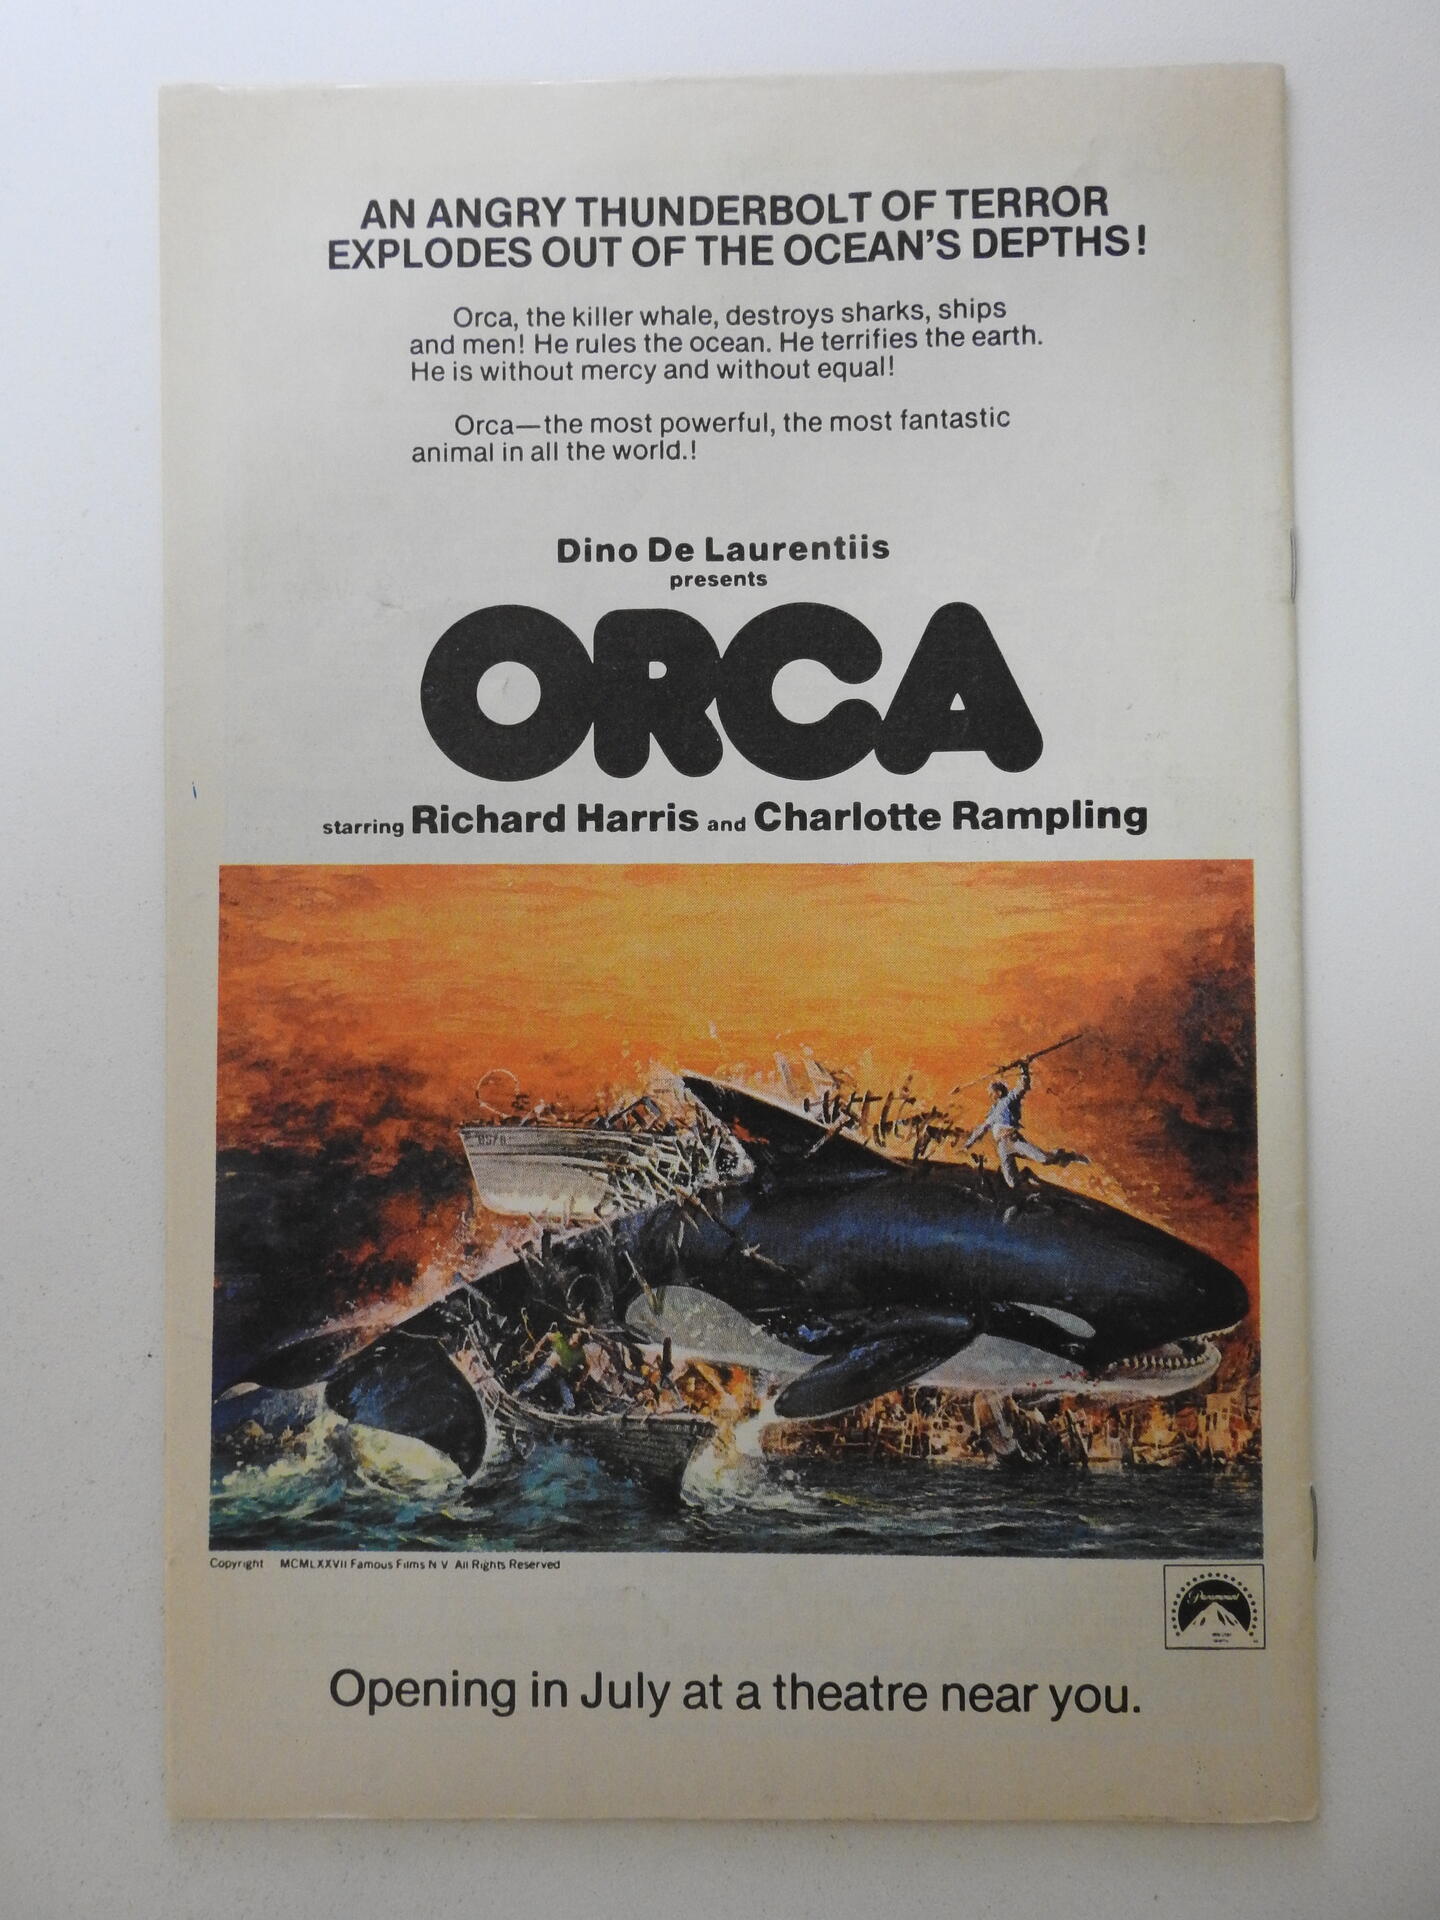 AN ANGRY THUNDERBOLT OF TERROR
EXPLODES OUT OF THE OCEAN'S DEPTHS!
Orca, the killer whale, destroys sharks, ships
and men! He rules the ocean. He terrifies the earth.
He is without mercy and without equal!
Orca—the most powerful, the most fantastic
animal in all the world.!
Dino De Laurentiis
presents
ORCA
starring Richard Harris and Charlotte Rampling
Copyright MCMLXXVII Famous Films N V All Rights Reserved
Paramount
Opening in July at a theatre near you.